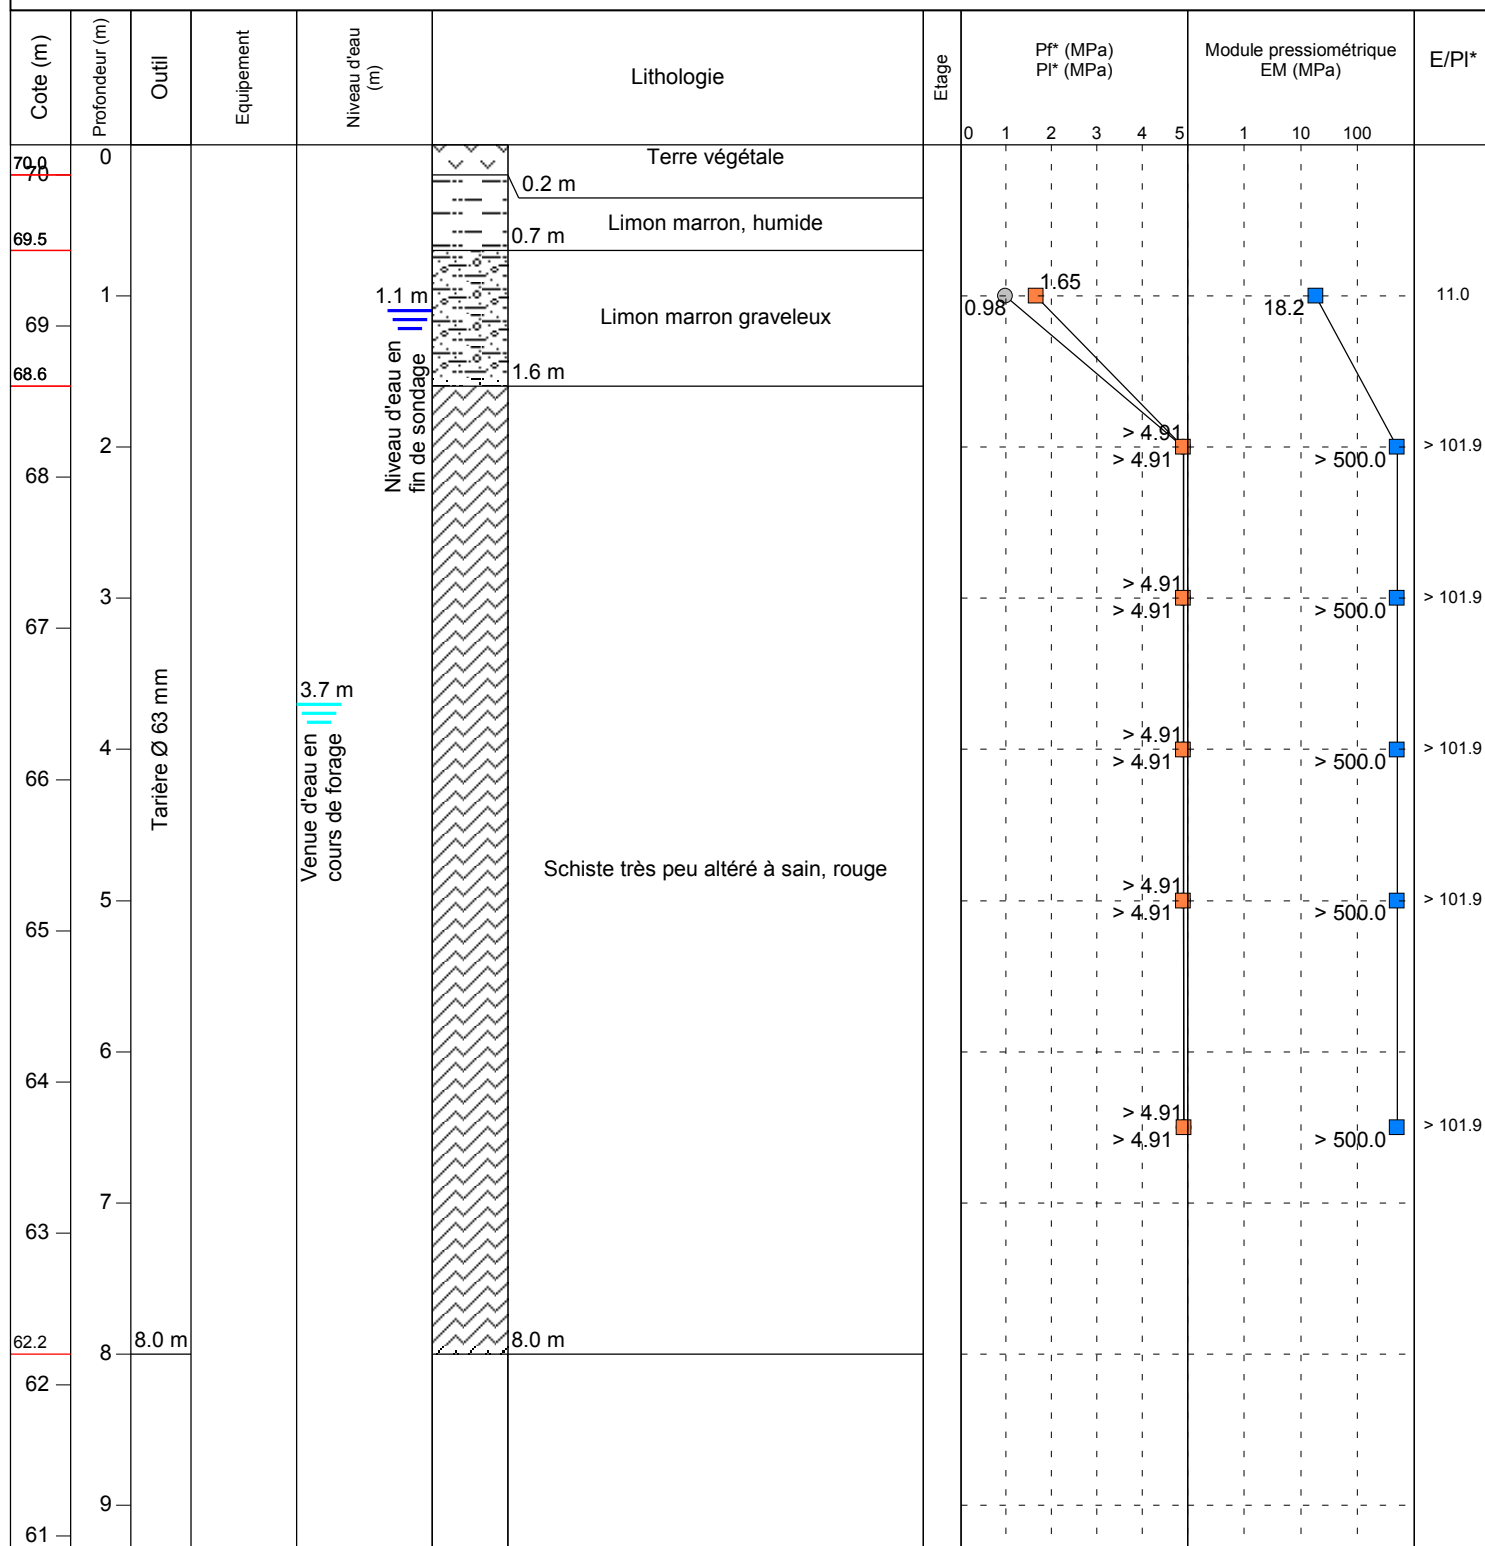 Cote (m)
Profondeur (m)
Outil
Equipement
Niveau d'eau
(m)
Lithologie
Etage
Pf* (MPa)
Pl* (MPa)
Module pressiométrique
EM (MPa)
E/Pl*
0 1 2 3 4 5
1 10 100
70.0
70
0
Terre végétale
0.2 m
Limon marron, humide
69.5
0.7 m
1
1.1 m
Niveau d'eau en
fin de sondage
Limon marron graveleux
0.98
1.65
18.2
11.0
69
68.6
1.6 m
2
> 4.91
> 4.91
> 500.0
> 101.9
68
3
> 4.91
> 4.91
> 500.0
> 101.9
67
Tarière Ø 63 mm
3.7 m
Venue d'eau en
cours de forage
4
> 4.91
> 4.91
> 500.0
> 101.9
66
Schiste très peu altéré à sain, rouge
5
> 4.91
> 4.91
> 500.0
> 101.9
65
6
64
> 4.91
> 4.91
> 500.0
> 101.9
7
63
62.2
8
8.0 m
8.0 m
62
9
61